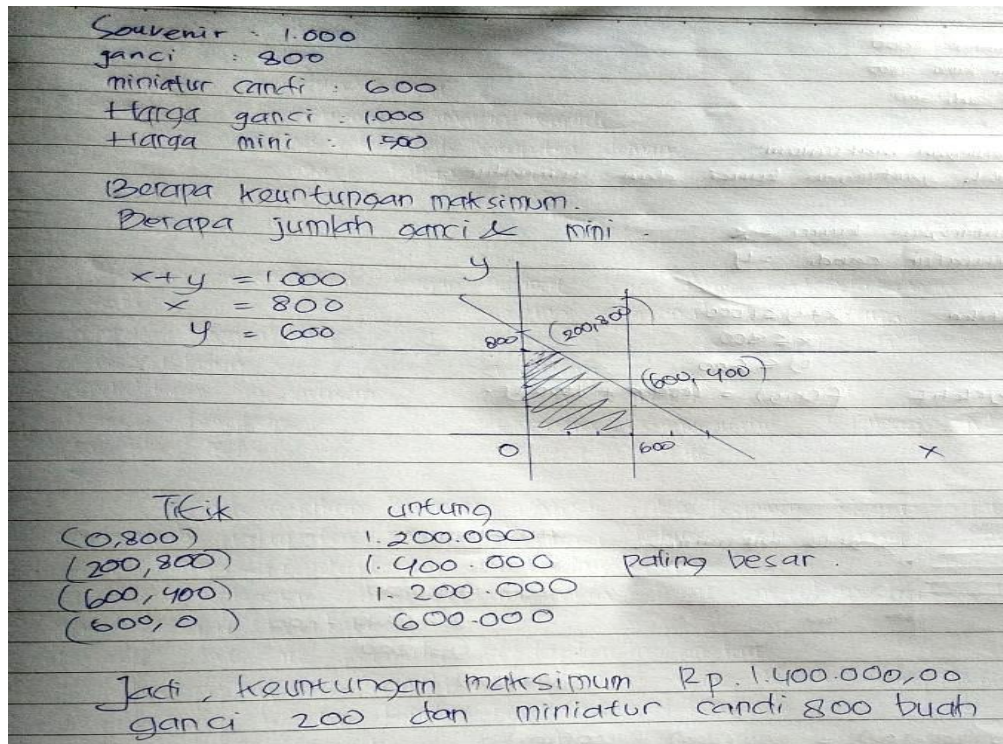 Souvenir : 1.000
ganci : 800
miniatur candi : 600
Harga ganci : 1.000
Harga mini : 1.500
Berapa keuntungan maksimum.
Berapa jumlah ganci & mini.
x + y = 1000
x = 800
y = 600
y
800
(200,800)
(600,400)
0
600
x
Titik untung
(0,800) 1.200.000
(200,800) 1.400.000 paling besar.
(600,400) 1.200.000
(600,0) 600.000
Jadi, keuntungan maksimum Rp. 1.400.000,00
ganci 200 dan miniatur candi 800 buah